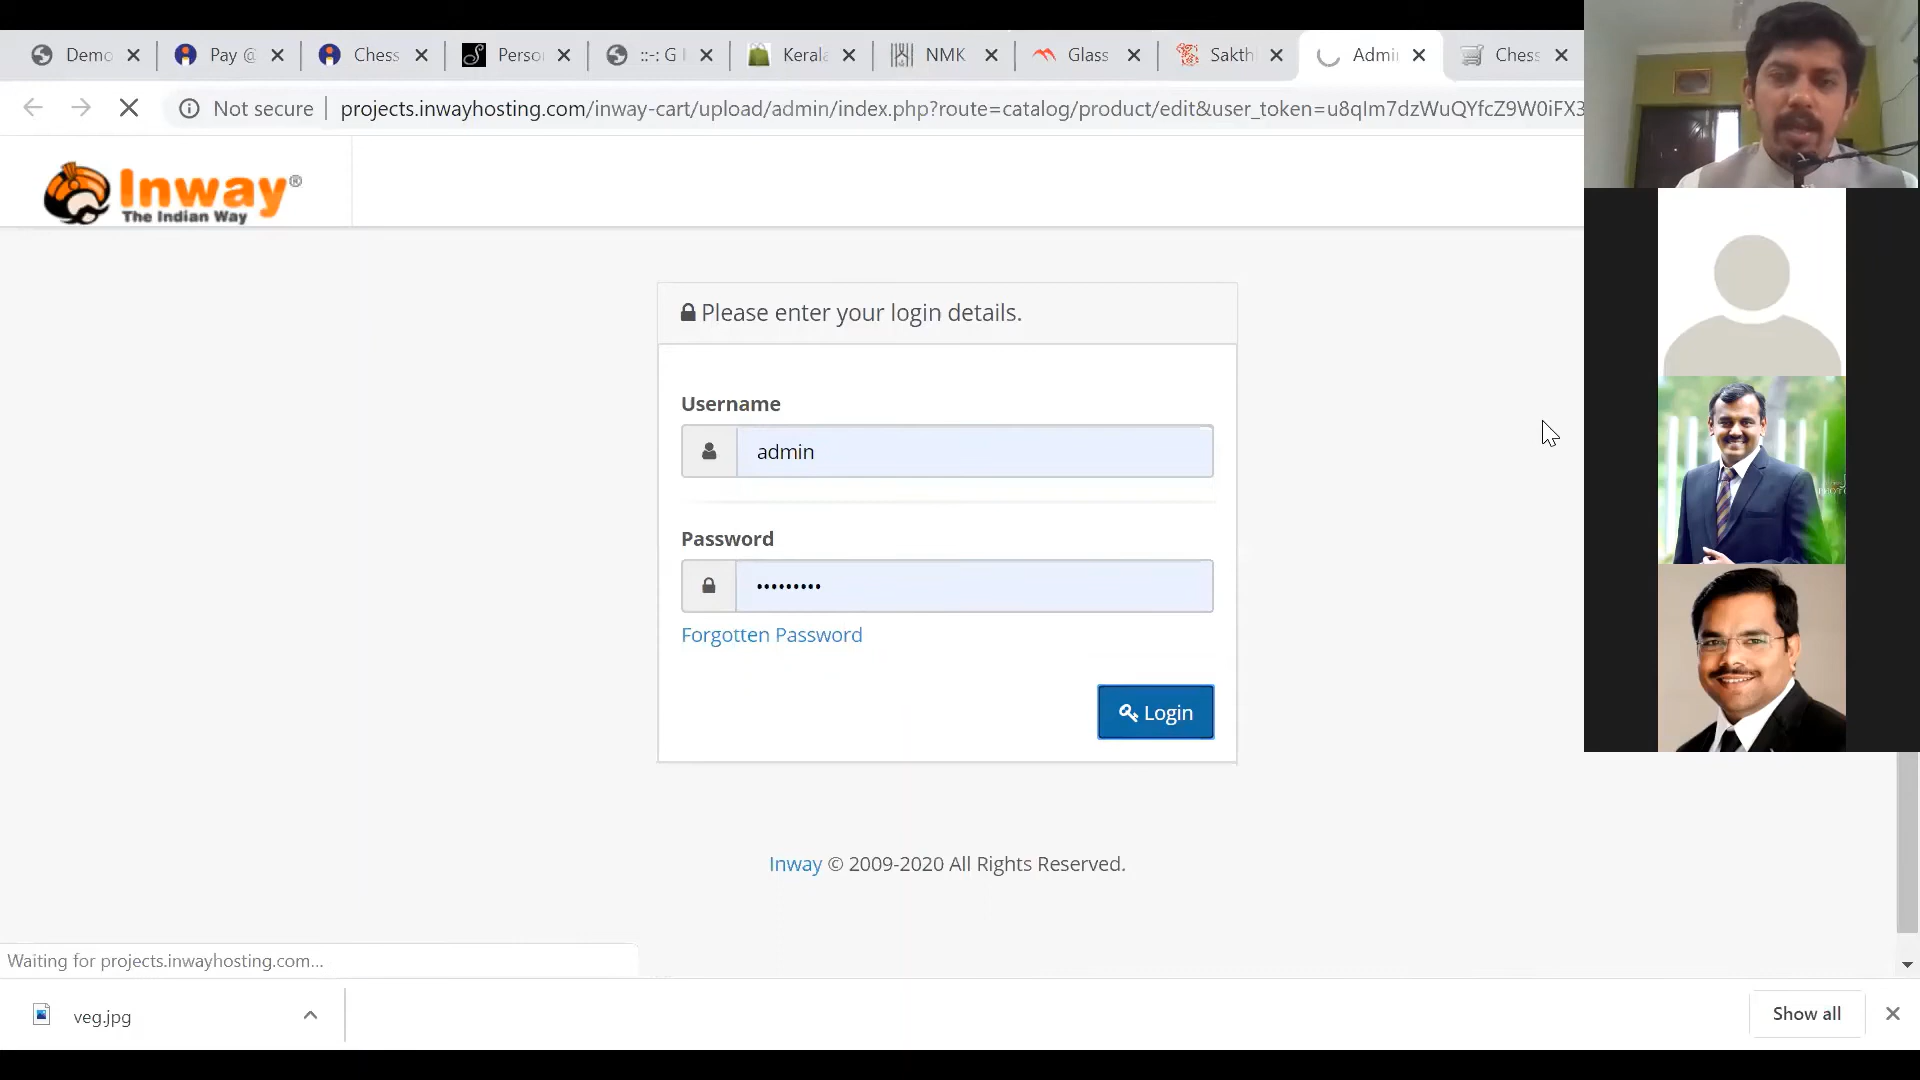 Demo
Pay @
Chess
Perso
::-: G
Kerala
NMK
Glass
Sakthi
Admi
Chess
Not secure
projects.inwayhosting.com/inway-cart/upload/admin/index.php?route=catalog/product/edit&user_token=u8qIm7dzWuQYfcZ9W0iFX3
Inway®
The Indian Way
Please enter your login details.
Username
admin
Password
•••••••••
Forgotten Password
Login
Inway © 2009-2020 All Rights Reserved.
Waiting for projects.inwayhosting.com...
veg.jpg
Show all